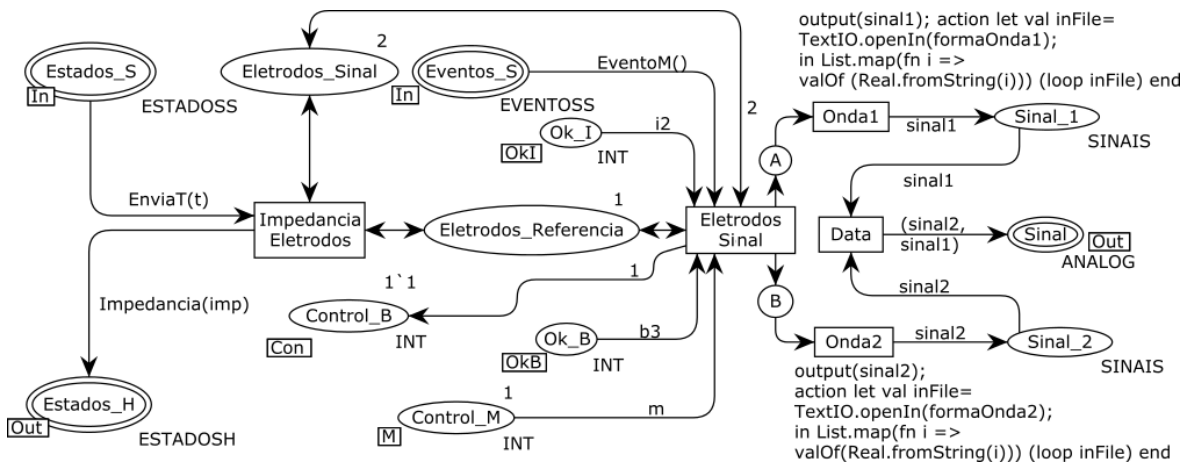 output(sinal1); action let val inFile=
TextIO.openIn(formaOnda1);
in List.map(fn i =>
valOf (Real.fromString(i))) (loop inFile) end
2
Estados_S
In
ESTADOSS
Eletrodos_Sinal
Eventos_S
In
EVENTOSS
EventoM()
2
Ok_I
OkI
INT
i2
A
Onda1
sinal1
Sinal_1
SINAIS
sinal1
EnviaT(t)
Impedancia
Eletrodos
1
Eletrodos_Referencia
Eletrodos
Sinal
Data
(sinal2,
sinal1)
Sinal
Out
ANALOG
1
1`1
Control_B
Con
INT
Impedancia(imp)
B
sinal2
Ok_B
OkB
INT
b3
Onda2
sinal2
Sinal_2
SINAIS
1
Control_M
M
INT
m
Estados_H
Out
ESTADOSH
output(sinal2);
action let val inFile=
TextIO.openIn(formaOnda2);
in List.map(fn i =>
valOf(Real.fromString(i))) (loop inFile) end